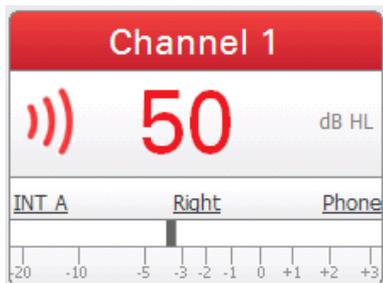 Channel 1
50 dB HL
INT A Right Phone
-20 -10 -5 -3 -2 -1 0 +1 +2 +3